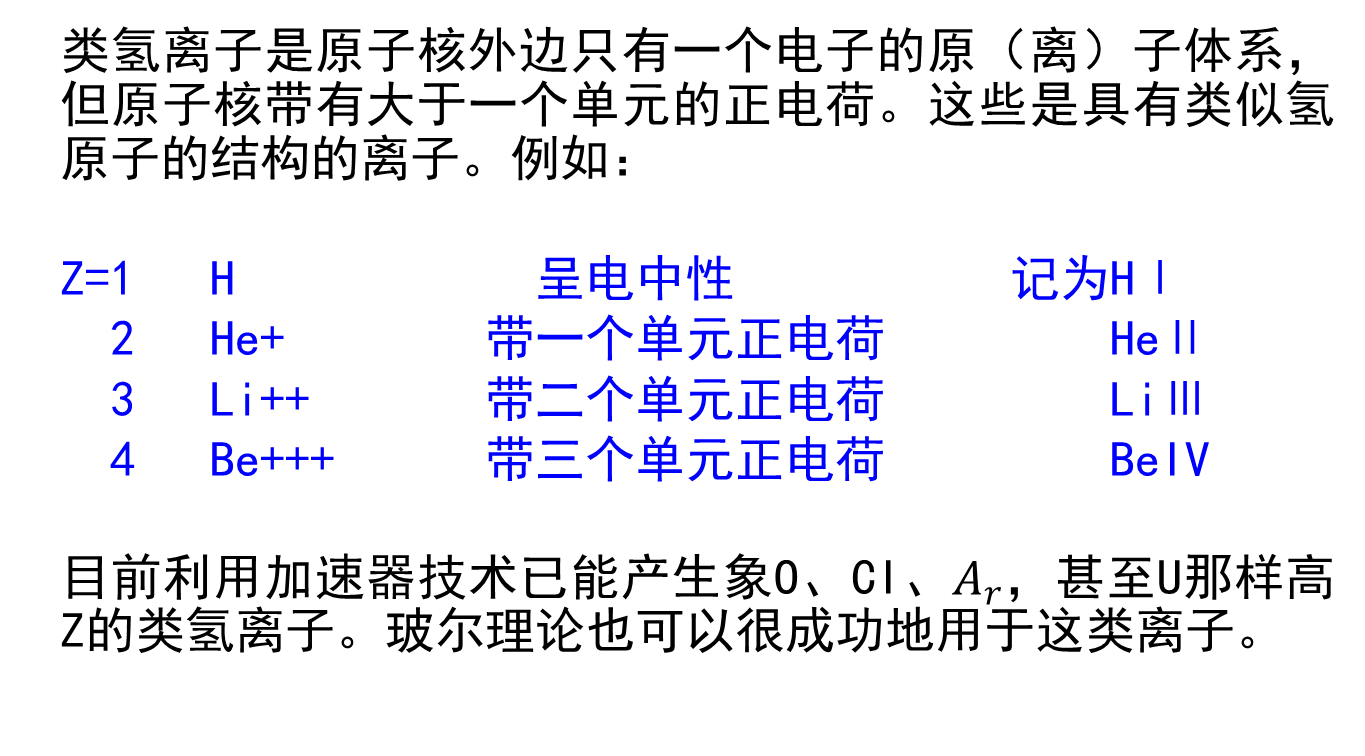 类氢离子是原子核外边只有一个电子的原（离）子体系，
但原子核带有大于一个单元的正电荷。这些是具有类似氢
原子的结构的离子。例如：
Z=1 H 呈电中性 记为HⅠ
2 He+ 带一个单元正电荷 HeⅡ
3 Li++ 带二个单元正电荷 LiⅢ
4 Be+++ 带三个单元正电荷 BeIV
目前利用加速器技术已能产生象O、Cl、Ar，甚至U那样高
Z的类氢离子。玻尔理论也可以很成功地用于这类离子。